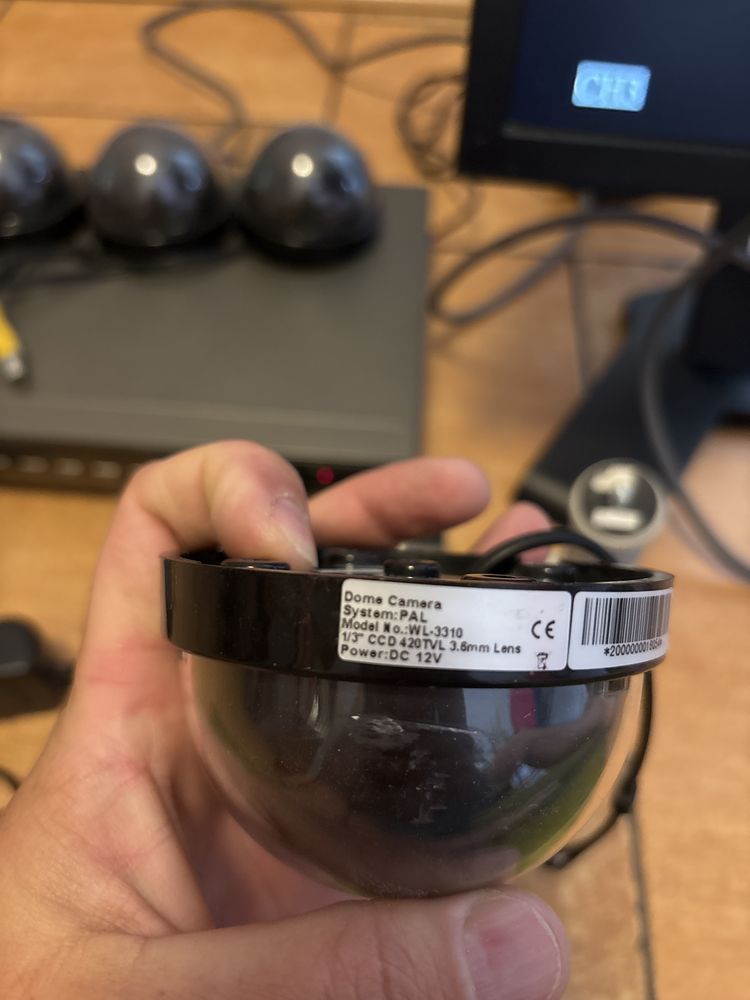 CH3
Dome Camera
System:PAL
Model No.:WL-3310
1/3" CCD 420TVL 3.6mm Lens
Power:DC 12V
CE